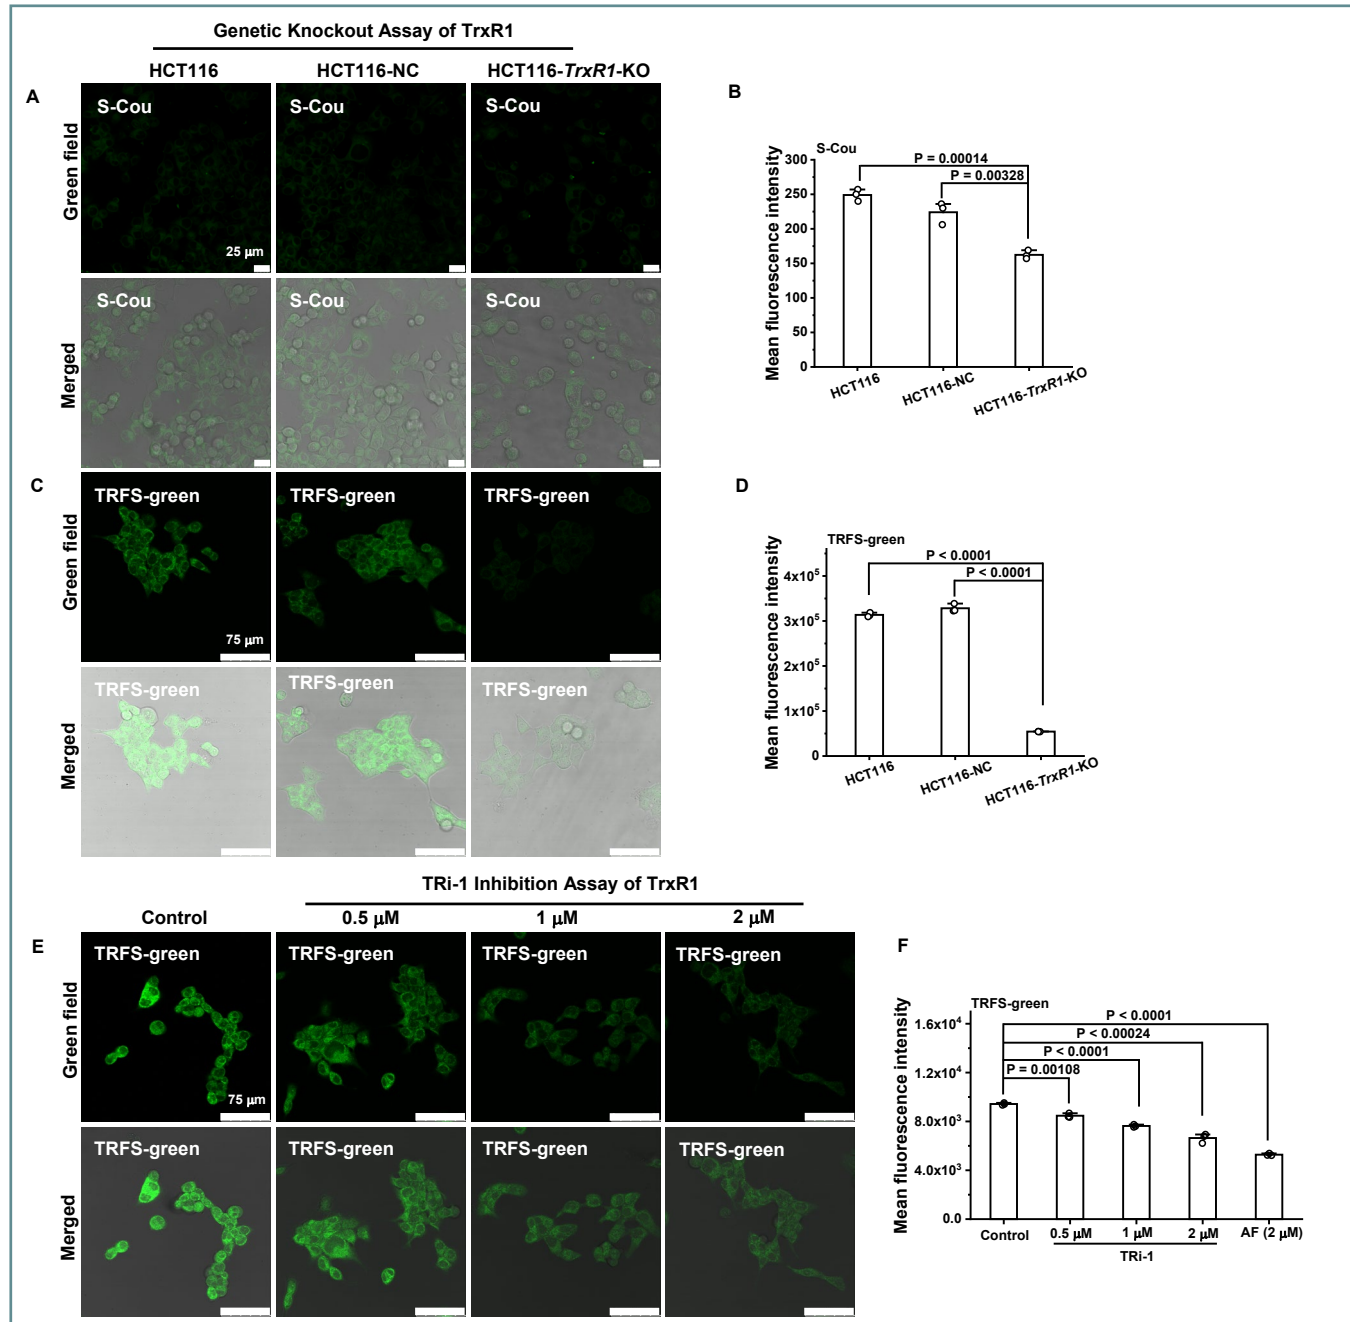 Genetic Knockout Assay of TrxR1
HCT116 HCT116-NC HCT116-TrxR1-KO
A
Green field
S-Cou S-Cou S-Cou
25 μm
Merged
S-Cou S-Cou S-Cou
B
S-Cou
Mean fluorescence intensity
P = 0.00014
P = 0.00328
300
250
200
150
100
50
0
HCT116 HCT116-NC HCT116-TrxR1-KO
C
Green field
TRFS-green TRFS-green TRFS-green
75 μm
Merged
TRFS-green TRFS-green TRFS-green
D
TRFS-green
Mean fluorescence intensity
P < 0.0001
P < 0.0001
4x10⁵
3x10⁵
2x10⁵
1x10⁵
0
HCT116 HCT116-NC HCT116-TrxR1-KO
TRi-1 Inhibition Assay of TrxR1
Control 0.5 μM 1 μM 2 μM
E
Green field
TRFS-green TRFS-green TRFS-green TRFS-green
75 μm
Merged
TRFS-green TRFS-green TRFS-green TRFS-green
F
TRFS-green
Mean fluorescence intensity
P < 0.0001
P < 0.00024
P < 0.0001
P = 0.00108
1.6x10⁴
1.2x10⁴
8.0x10³
4.0x10³
0.0
Control 0.5 μM 1 μM 2 μM AF (2 μM)
TRi-1